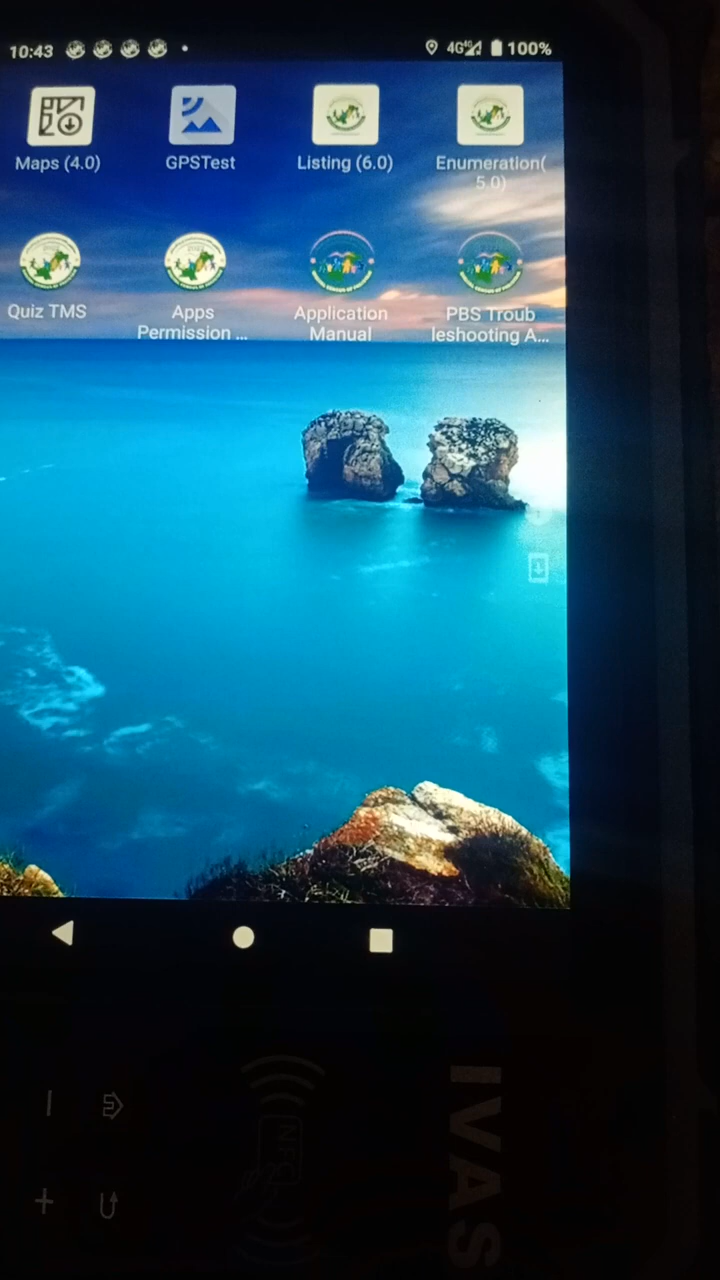 10:43
4G 4G 100%
Maps (4.0)
GPSTest
Listing (6.0)
Enumeration(
5.0)
Quiz TMS
Apps
Permission ...
Application
Manual
PBS Troub
leshooting A...
NFC
IVAS